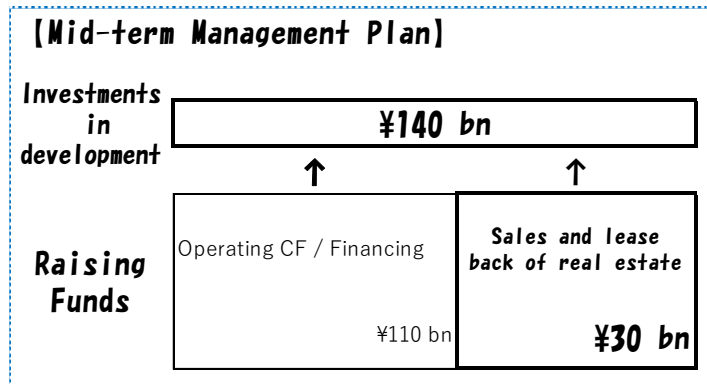 【Mid-term Management Plan】
Investments
in
development
¥140 bn
↑ ↑
Raising
Funds
Operating CF / Financing
¥110 bn
Sales and lease
back of real estate
¥30 bn